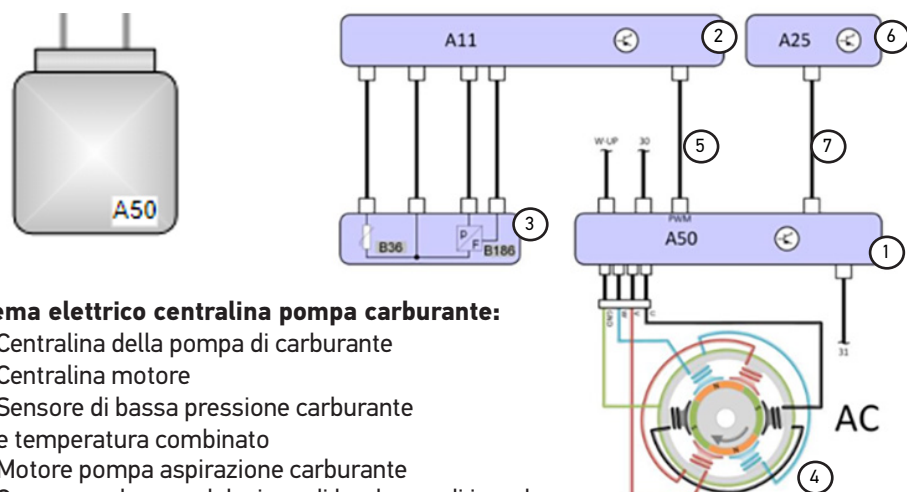 A11
2
A25
6
W-UP
30
5
7
A50
3
P
F
B36
B186
PWM
A50
1
GND
W
V
U
31
AC
4
ema elettrico centralina pompa carburante:
Centralina della pompa di carburante
Centralina motore
Sensore di bassa pressione carburante
e temperatura combinato
Motore pompa aspirazione carburante